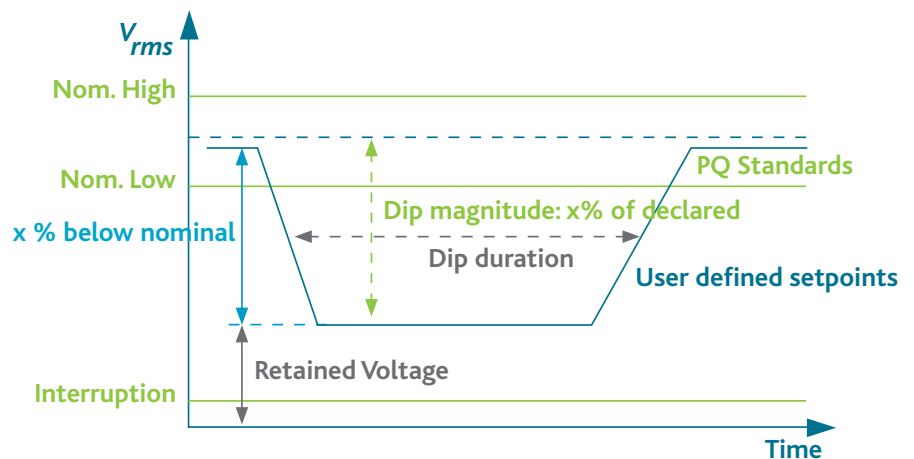 Vrms
Nom. High
PQ Standards
Nom. Low
Dip magnitude: x% of declared
x % below nominal
Dip duration
User defined setpoints
Retained Voltage
Interruption
Time